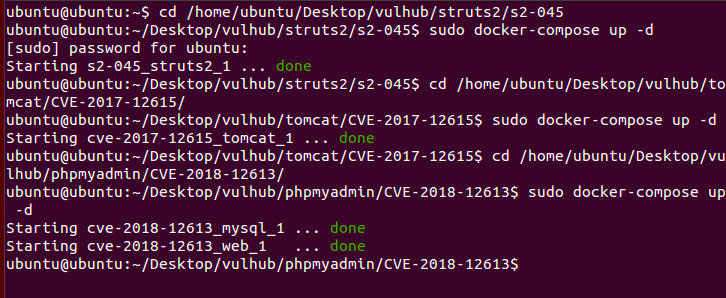 ubuntu@ubuntu:~$ cd /home/ubuntu/Desktop/vulhub/struts2/s2-045
ubuntu@ubuntu:~/Desktop/vulhub/struts2/s2-045$ sudo docker-compose up -d
[sudo] password for ubuntu:
Starting s2-045_struts2_1 ... done
ubuntu@ubuntu:~/Desktop/vulhub/struts2/s2-045$ cd /home/ubuntu/Desktop/vulhub/to
mcat/CVE-2017-12615/
ubuntu@ubuntu:~/Desktop/vulhub/tomcat/CVE-2017-12615$ sudo docker-compose up -d
Starting cve-2017-12615_tomcat_1 ... done
ubuntu@ubuntu:~/Desktop/vulhub/tomcat/CVE-2017-12615$ cd /home/ubuntu/Desktop/vu
lhub/phpmyadmin/CVE-2018-12613/
ubuntu@ubuntu:~/Desktop/vulhub/phpmyadmin/CVE-2018-12613$ sudo docker-compose up
 -d
Starting cve-2018-12613_mysql_1 ... done
Starting cve-2018-12613_web_1   ... done
ubuntu@ubuntu:~/Desktop/vulhub/phpmyadmin/CVE-2018-12613$